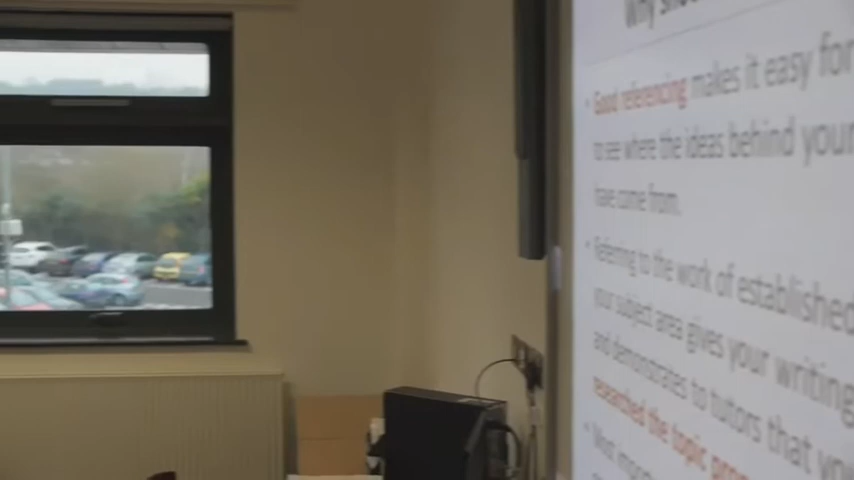 Why shou
• Good referencing makes it easy for
to see where the ideas behind your
have come from.
• Referring to the work of established
your subject area gives your writing
and demonstrates to tutors that you
researched the topic
• Most import